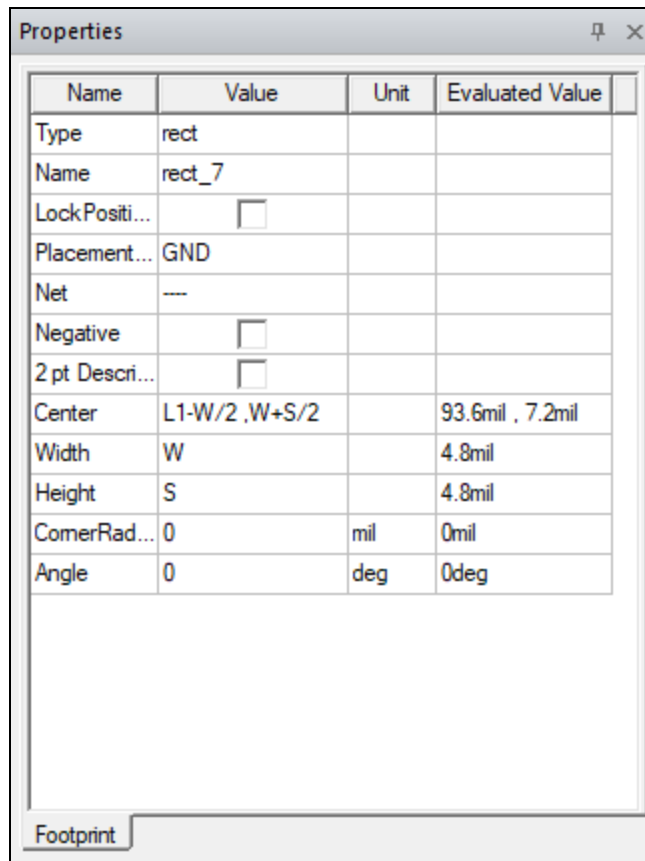 Properties
Name Value Unit Evaluated Value
Type rect
Name rect_7
LockPositi...
Placement... GND
Net ----
Negative
2 pt Descri...
Center L1-W/2 ,W+S/2 93.6mil , 7.2mil
Width W 4.8mil
Height S 4.8mil
CornerRad... 0 mil 0mil
Angle 0 deg 0deg
Footprint